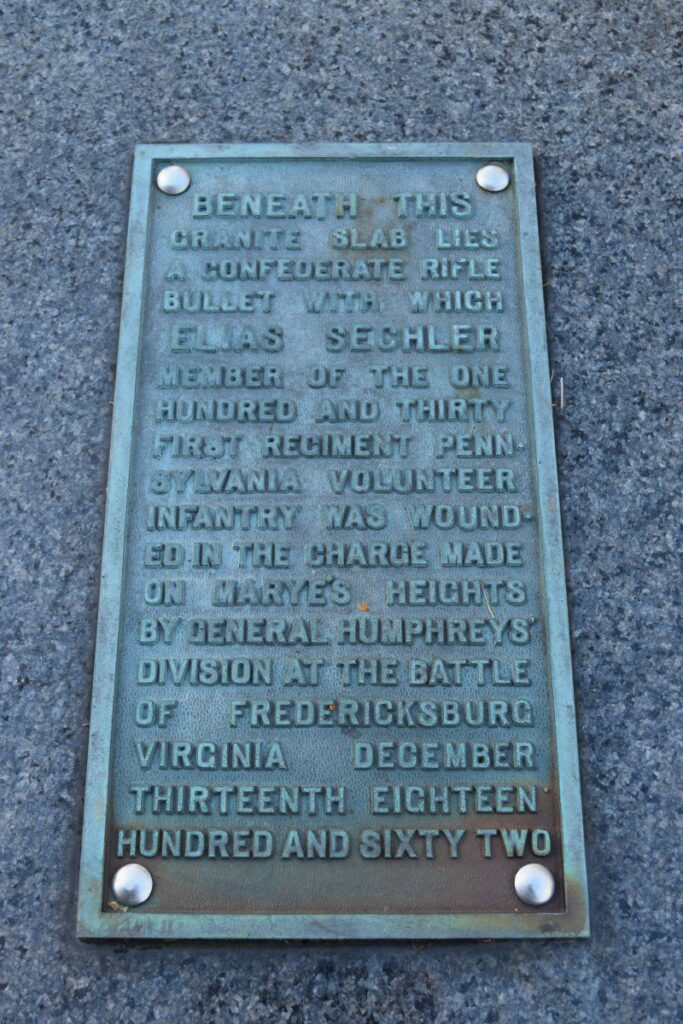 BENEATH THIS
GRANITE SLAB LIES
A CONFEDERATE RIFLE
BULLET WITH WHICH
ELIAS SECHLER
MEMBER OF THE ONE
HUNDRED AND THIRTY
FIRST REGIMENT PENN-
SYLVANIA VOLUNTEER
INFANTRY WAS WOUND-
ED IN THE CHARGE MADE
ON MARYE'S HEIGHTS
BY GENERAL HUMPHREYS'
DIVISION AT THE BATTLE
OF FREDERICKSBURG
VIRGINIA DECEMBER
THIRTEENTH EIGHTEEN
HUNDRED AND SIXTY TWO